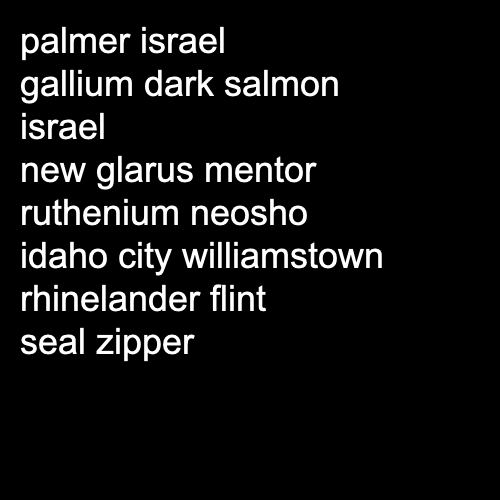 palmer israel
gallium dark salmon
israel
new glarus mentor
ruthenium neosho
idaho city williamstown
rhinelander flint
seal zipper